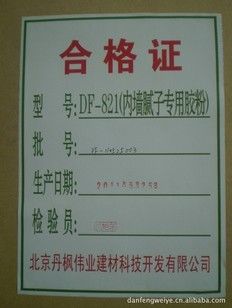 合格证
型号:DF-821(内墙腻子专用胶粉)
批号:
生产日期:
检验员:
北京丹枫伟业建材科技开发有限公司
danfengweiye.cn.alibaba.com